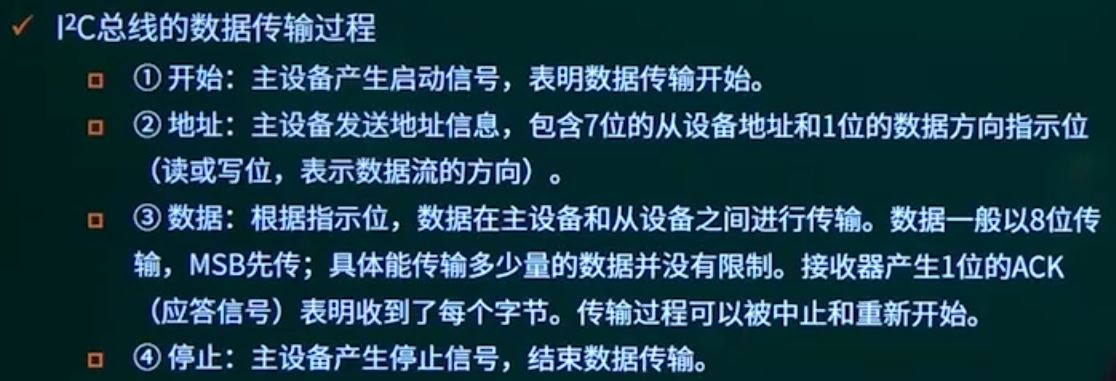 ✓ I²C总线的数据传输过程
① 开始：主设备产生启动信号，表明数据传输开始。
② 地址：主设备发送地址信息，包含7位的从设备地址和1位的数据方向指示位
（读或写位，表示数据流的方向）。
③ 数据：根据指示位，数据在主设备和从设备之间进行传输。数据一般以8位传
输，MSB先传；具体能传输多少量的数据并没有限制。接收器产生1位的ACK
（应答信号）表明收到了每个字节。传输过程可以被中止和重新开始。
④ 停止：主设备产生停止信号，结束数据传输。